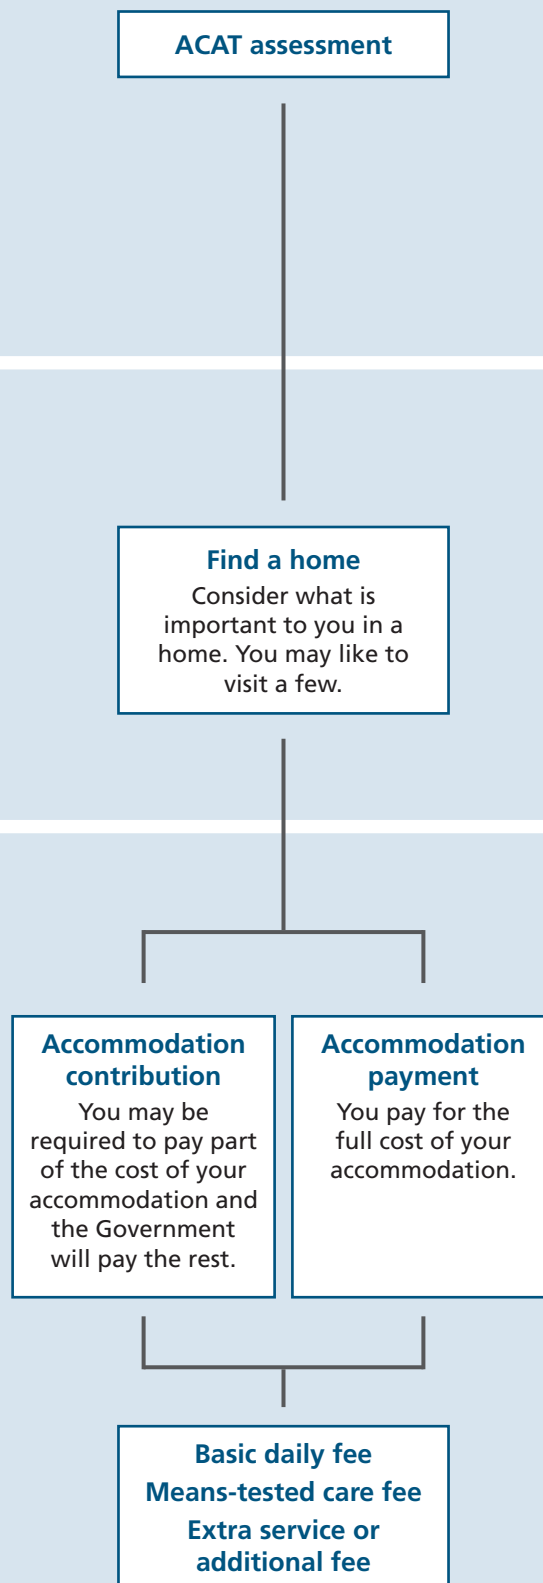 ACAT assessment
Find a home
Consider what is
important to you in a
home. You may like to
visit a few.
Accommodation
contribution
You may be
required to pay part
of the cost of your
accommodation and
the Government
will pay the rest.
Accommodation
payment
You pay for the
full cost of your
accommodation.
Basic daily fee
Means-tested care fee
Extra service or
additional fee